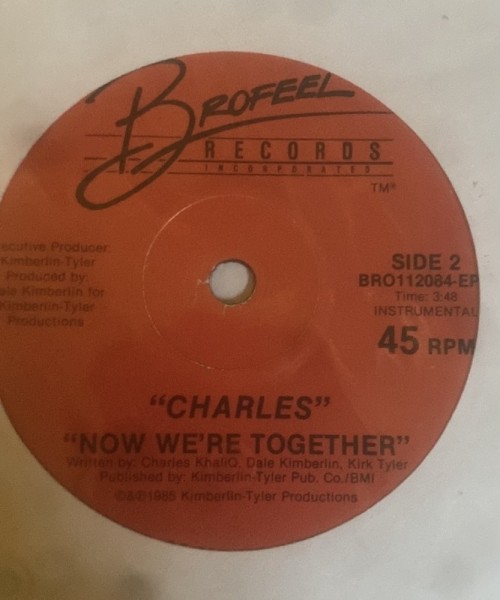 BROFEEL
RECORDS
INCORPORATED
TM
Executive Producer:
Kimberlin-Tyler
Produced by:
Dale Kimberlin for
Kimberlin-Tyler
Productions
SIDE 2
BRO112084-EP
Time: 3:48
INSTRUMENTAL
45 RPM
"CHARLES"
"NOW WE'RE TOGETHER"
Written by: Charles KhaliQ, Dale Kimberlin, Kirk Tyler
Published by: Kimberlin-Tyler Pub. Co./BMI
©&℗1985 Kimberlin-Tyler Productions